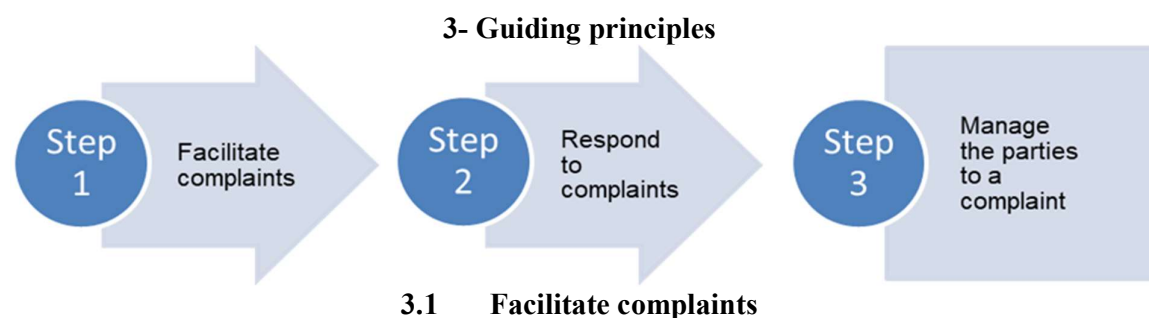 3- Guiding principles
Step
1
Facilitate
complaints
Step
2
Respond
to
complaints
Step
3
Manage
the parties
to a
complaint
3.1 Facilitate complaints